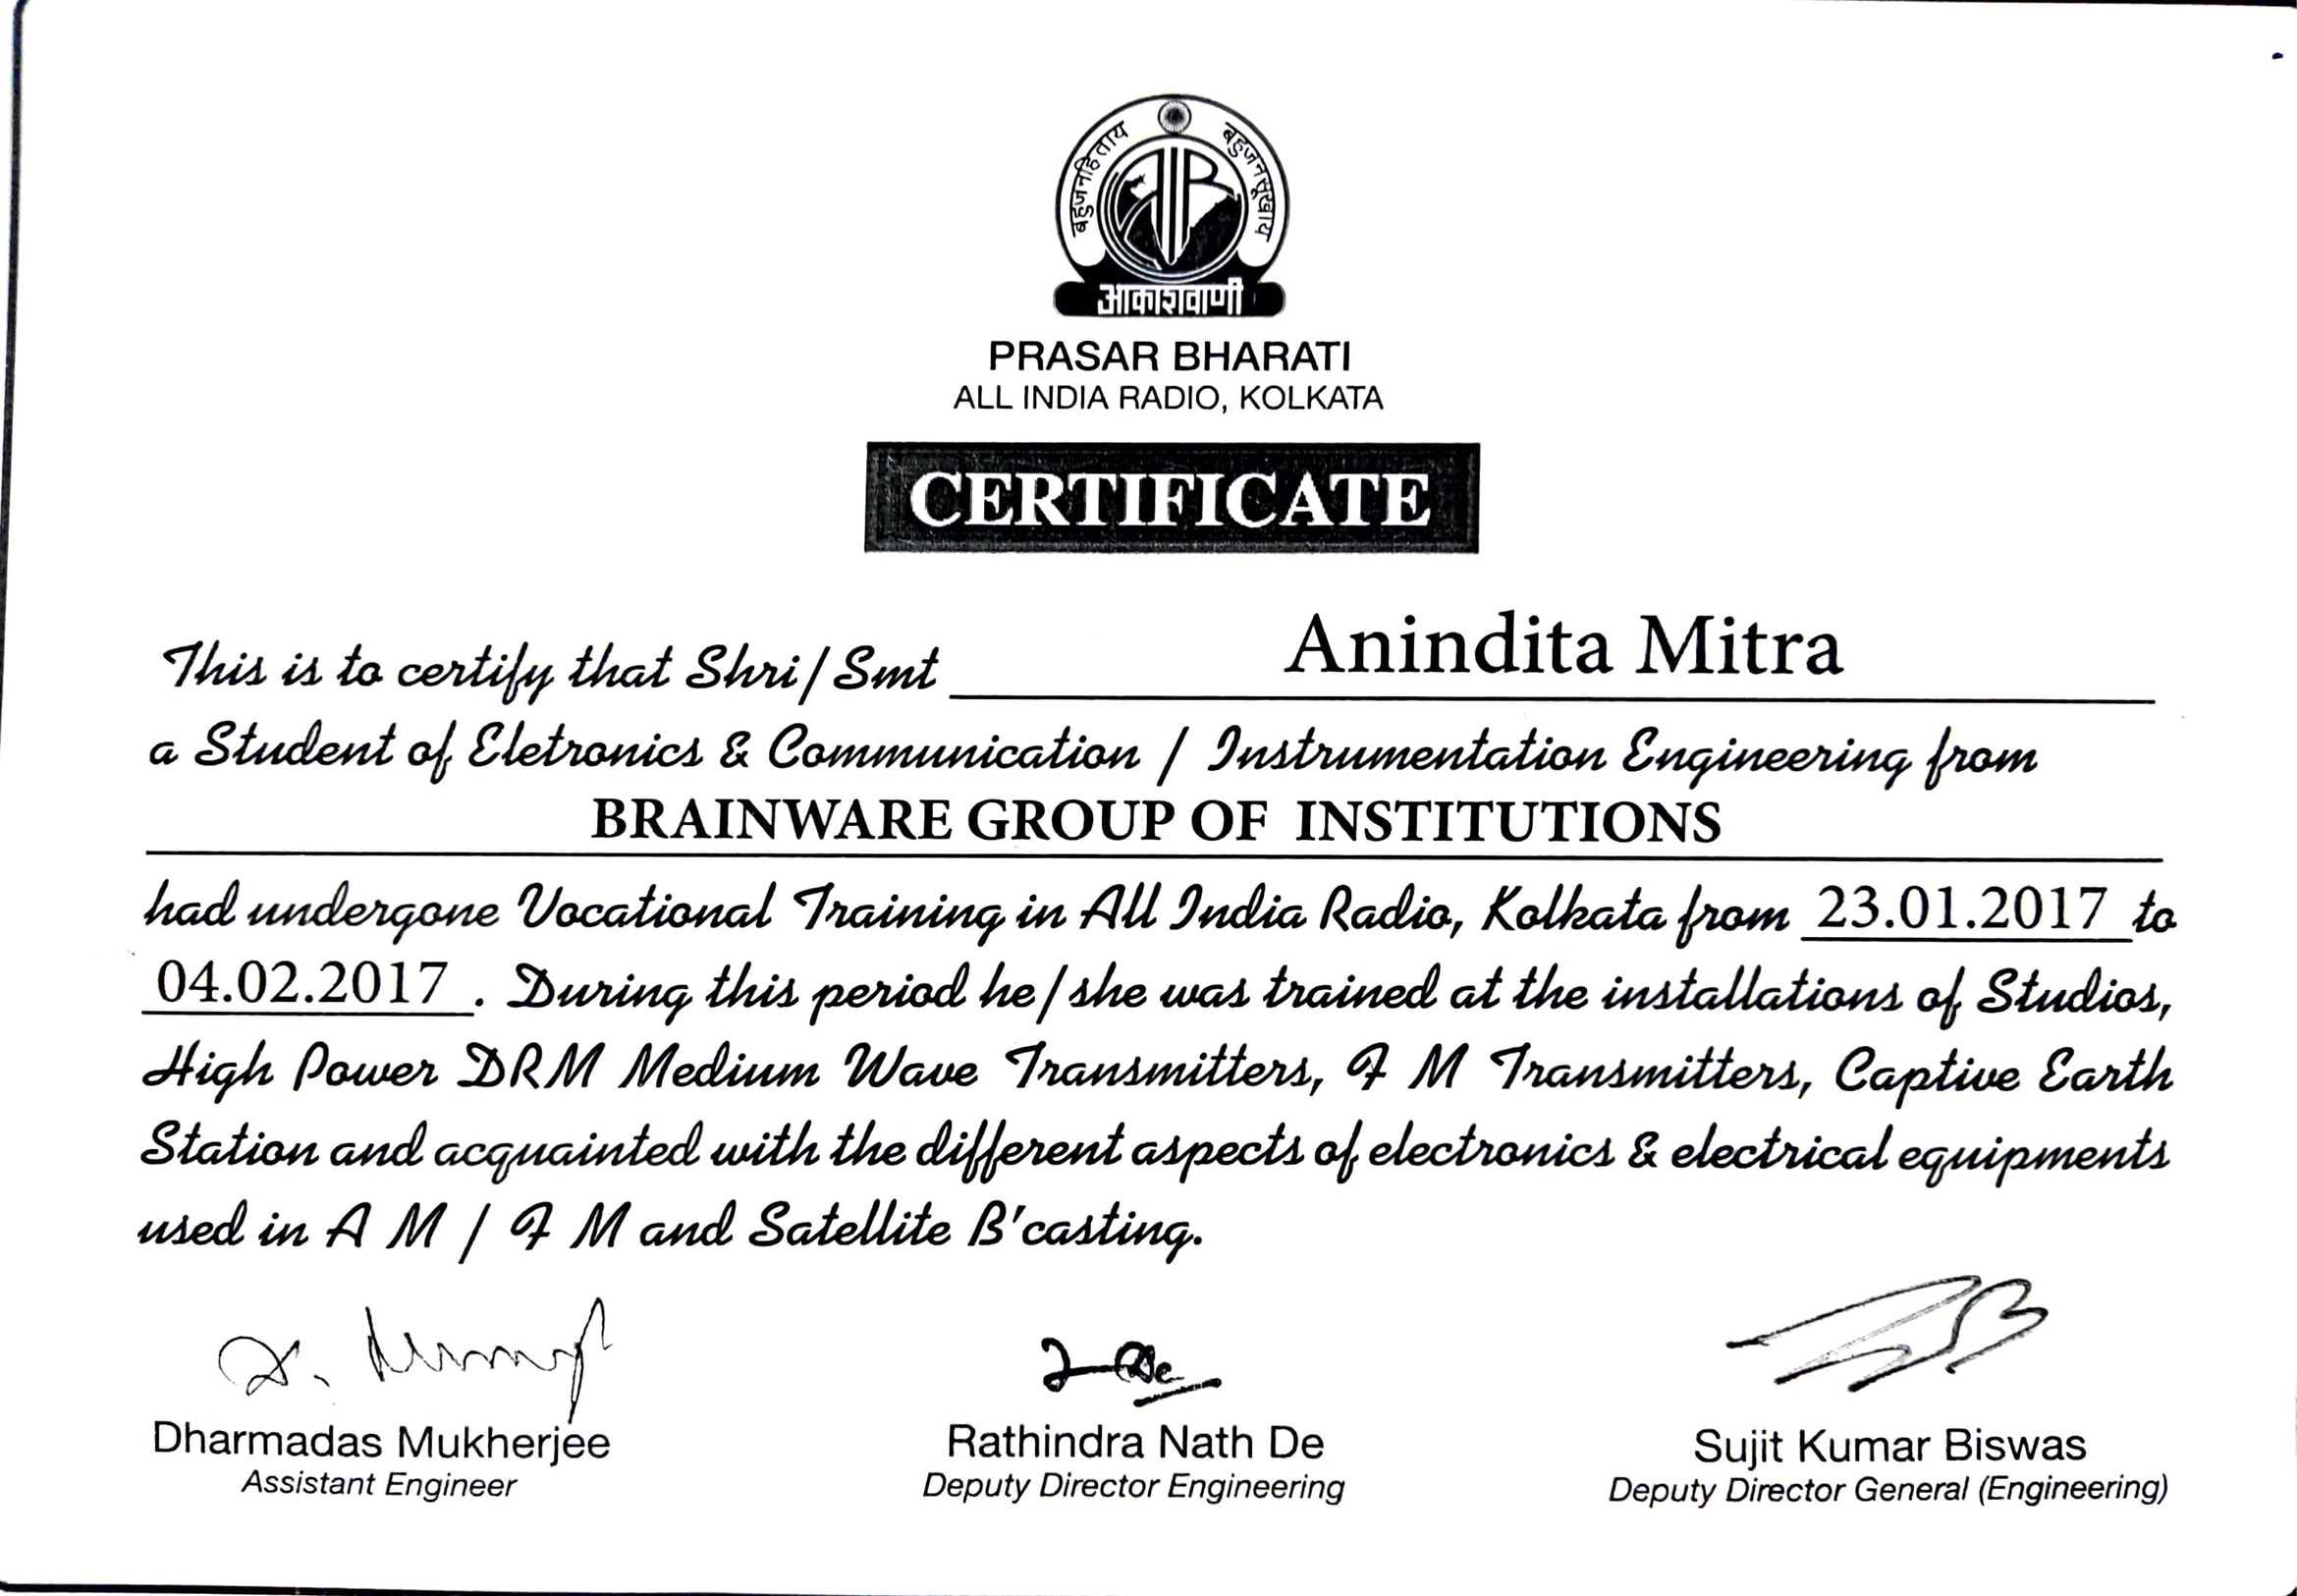 बहुजनहिताय बहुजनसुखाय
आकाशवाणी
PRASAR BHARATI
ALL INDIA RADIO, KOLKATA
CERTIFICATE
This is to certify that Shri/Smt Anindita Mitra
a Student of Eletronics & Communication / Instrumentation Engineering from
BRAINWARE GROUP OF INSTITUTIONS
had undergone Vocational Training in All India Radio, Kolkata from 23.01.2017 to
04.02.2017 . During this period he/she was trained at the installations of Studios,
High Power DRM Medium Wave Transmitters, F M Transmitters, Captive Earth
Station and acquainted with the different aspects of electronics & electrical equipments
used in A M / F M and Satellite B'casting.
Dharmadas Mukherjee
Assistant Engineer
Rathindra Nath De
Deputy Director Engineering
Sujit Kumar Biswas
Deputy Director General (Engineering)